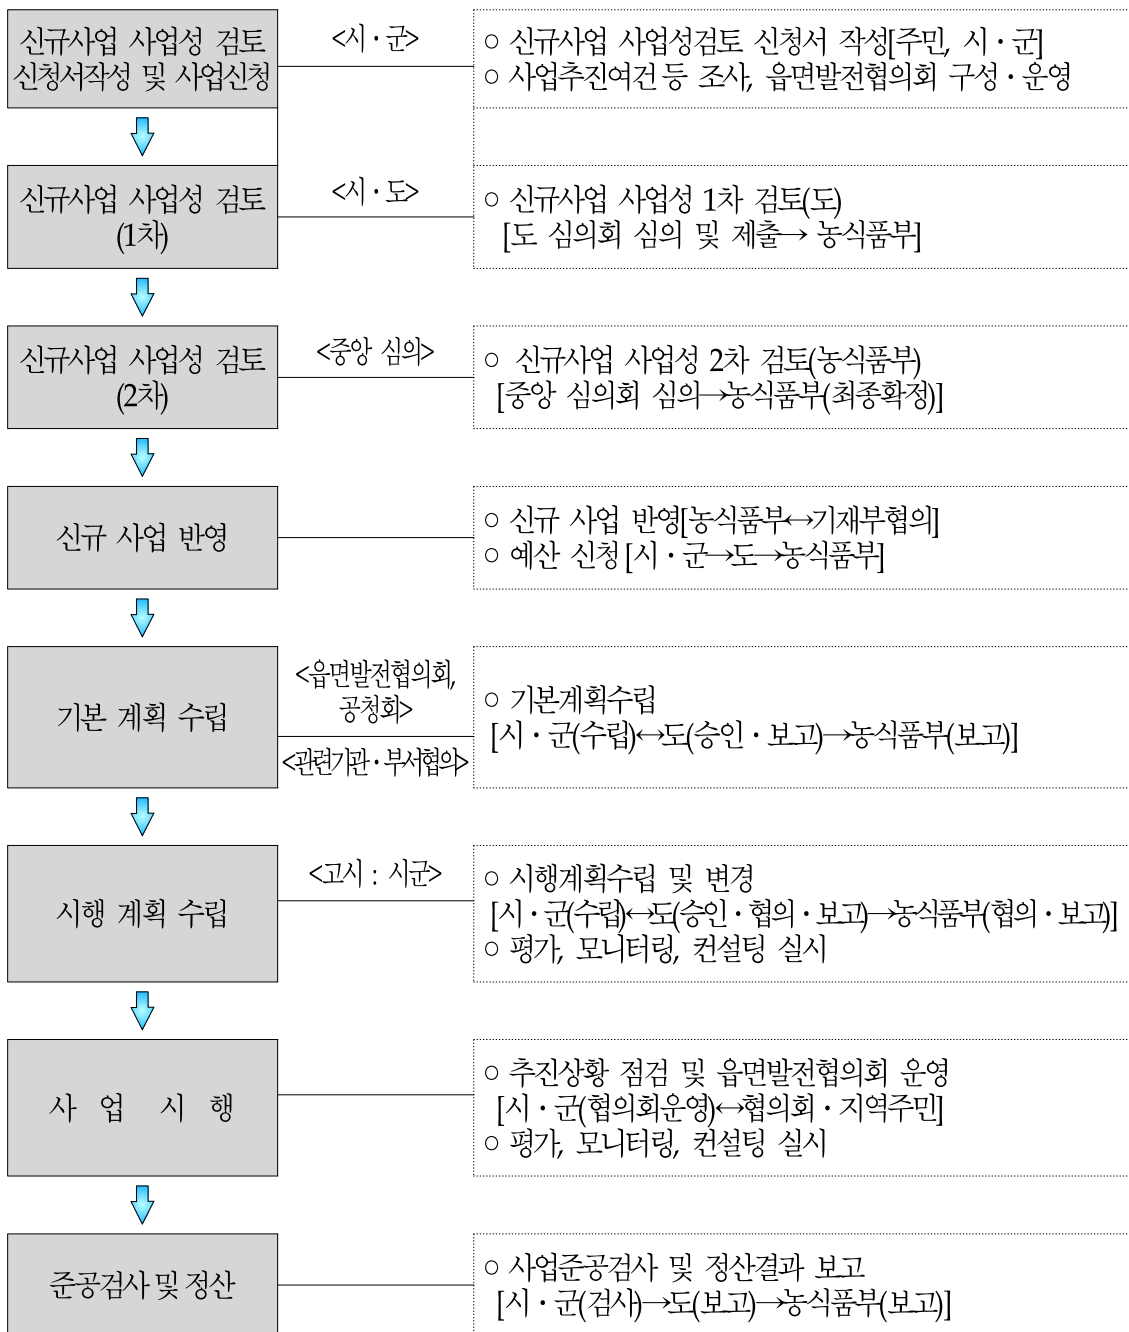 신규사업 사업성 검토
신청서작성 및 사업신청
<시・군>
○ 신규사업 사업성검토 신청서 작성[주민, 시・군]
○ 사업추진여건 등 조사, 읍면발전협의회 구성・운영
신규사업 사업성 검토
(1차)
<시・도>
○ 신규사업 사업성 1차 검토(도)
[도 심의회 심의 및 제출→ 농식품부]
신규사업 사업성 검토
(2차)
<중앙 심의>
○ 신규사업 사업성 2차 검토(농식품부)
[중앙 심의회 심의→농식품부(최종확정)]
신규 사업 반영
○ 신규 사업 반영[농식품부↔기재부협의]
○ 예산 신청 [시・군→도→농식품부]
기본 계획 수립
<읍면발전협의회,
공청회>
<관련기관・부서협의>
○ 기본계획수립
[시・군(수립)↔도(승인・보고)→농식품부(보고)]
시행 계획 수립
<고시 : 시군>
○ 시행계획수립 및 변경
[시・군(수립)↔도(승인・협의・보고)→농식품부(협의・보고)]
○ 평가, 모니터링, 컨설팅 실시
사 업 시 행
○ 추진상황 점검 및 읍면발전협의회 운영
[시・군(협의회운영)↔협의회・지역주민]
○ 평가, 모니터링, 컨설팅 실시
준공검사 및 정산
○ 사업준공검사 및 정산결과 보고
[시・군(검사)→도(보고)→농식품부(보고)]